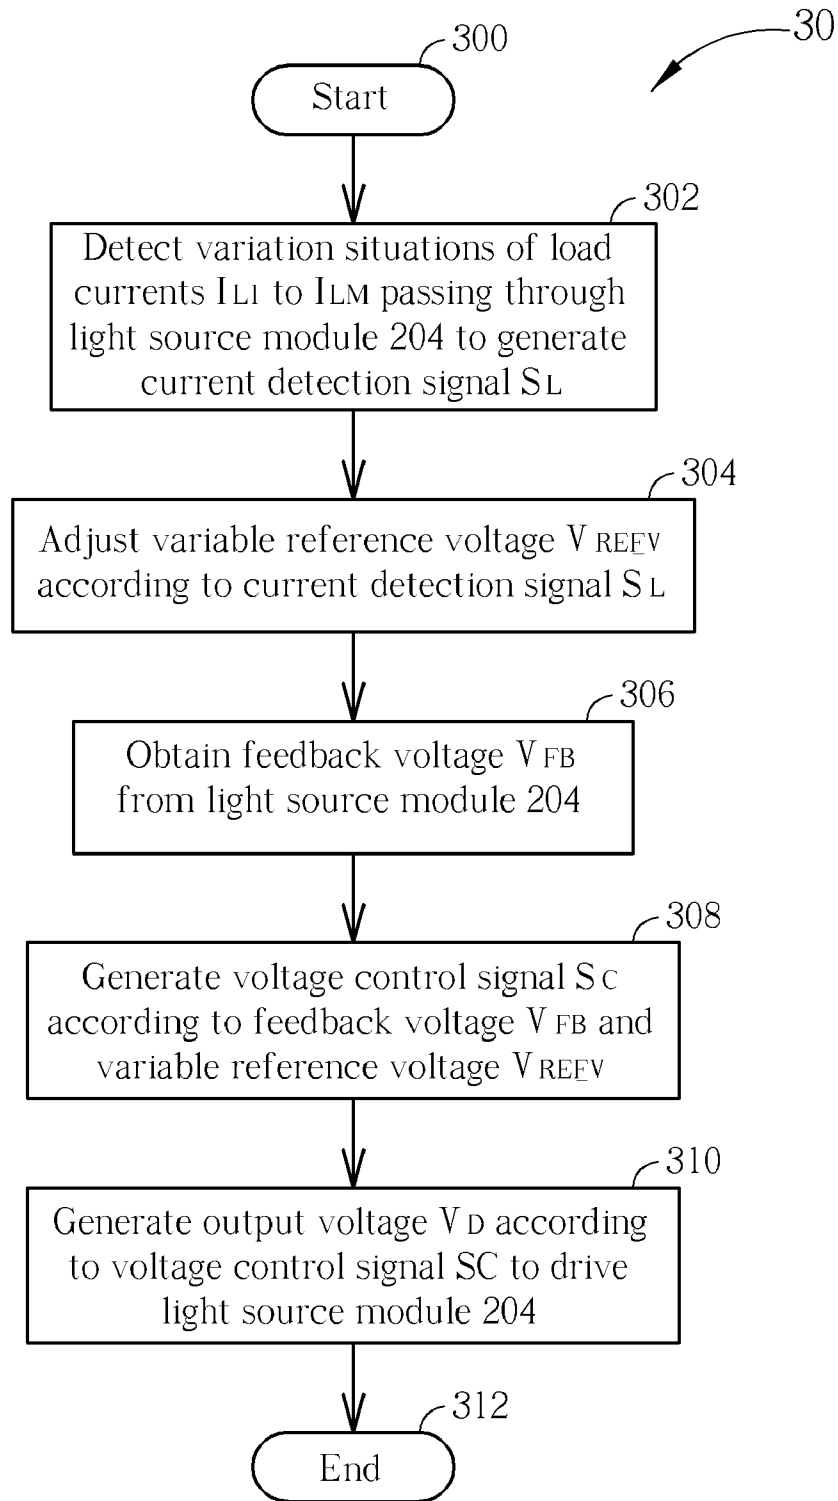 30
300
Start
302
Detect variation situations of load
currents IL1 to ILM passing through
light source module 204 to generate
current detection signal SL
304
Adjust variable reference voltage VREFV
according to current detection signal SL
306
Obtain feedback voltage VFB
from light source module 204
308
Generate voltage control signal SC
according to feedback voltage VFB and
variable reference voltage VREFV
310
Generate output voltage VD according
to voltage control signal SC to drive
light source module 204
312
End